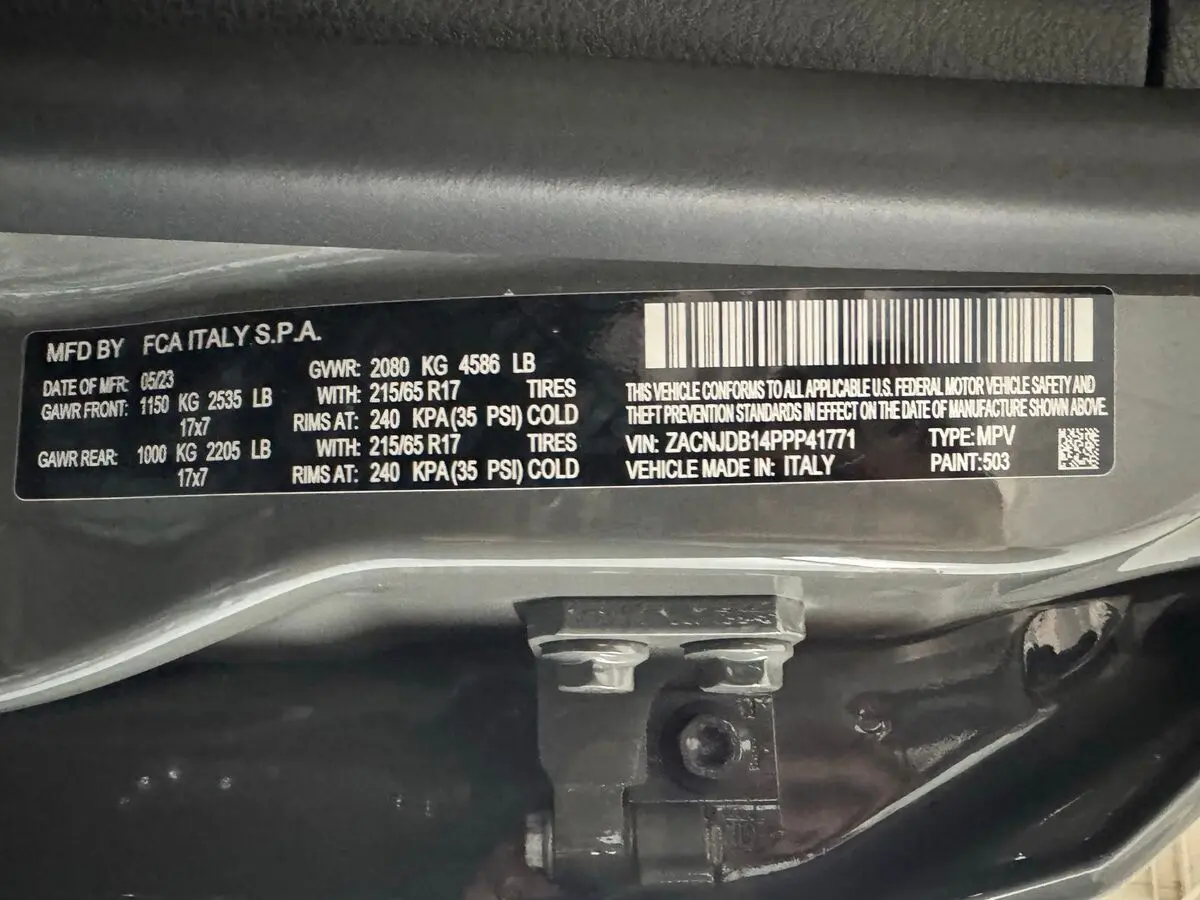 MFD BY FCA ITALY S.P.A.
DATE OF MFR: 05/23 GVWR: 2080 KG 4586 LB
GAWR FRONT: 1150 KG 2535 LB WITH: 215/65 R17 TIRES
17x7 RIMS AT: 240 KPA(35 PSI) COLD
GAWR REAR: 1000 KG 2205 LB WITH: 215/65 R17 TIRES
17x7 RIMS AT: 240 KPA(35 PSI) COLD
THIS VEHICLE CONFORMS TO ALL APPLICABLE U.S. FEDERAL MOTOR VEHICLE SAFETY AND
THEFT PREVENTION STANDARDS IN EFFECT ON THE DATE OF MANUFACTURE SHOWN ABOVE.
VIN: ZACNJDB14PPP41771 TYPE: MPV
VEHICLE MADE IN: ITALY PAINT: 503